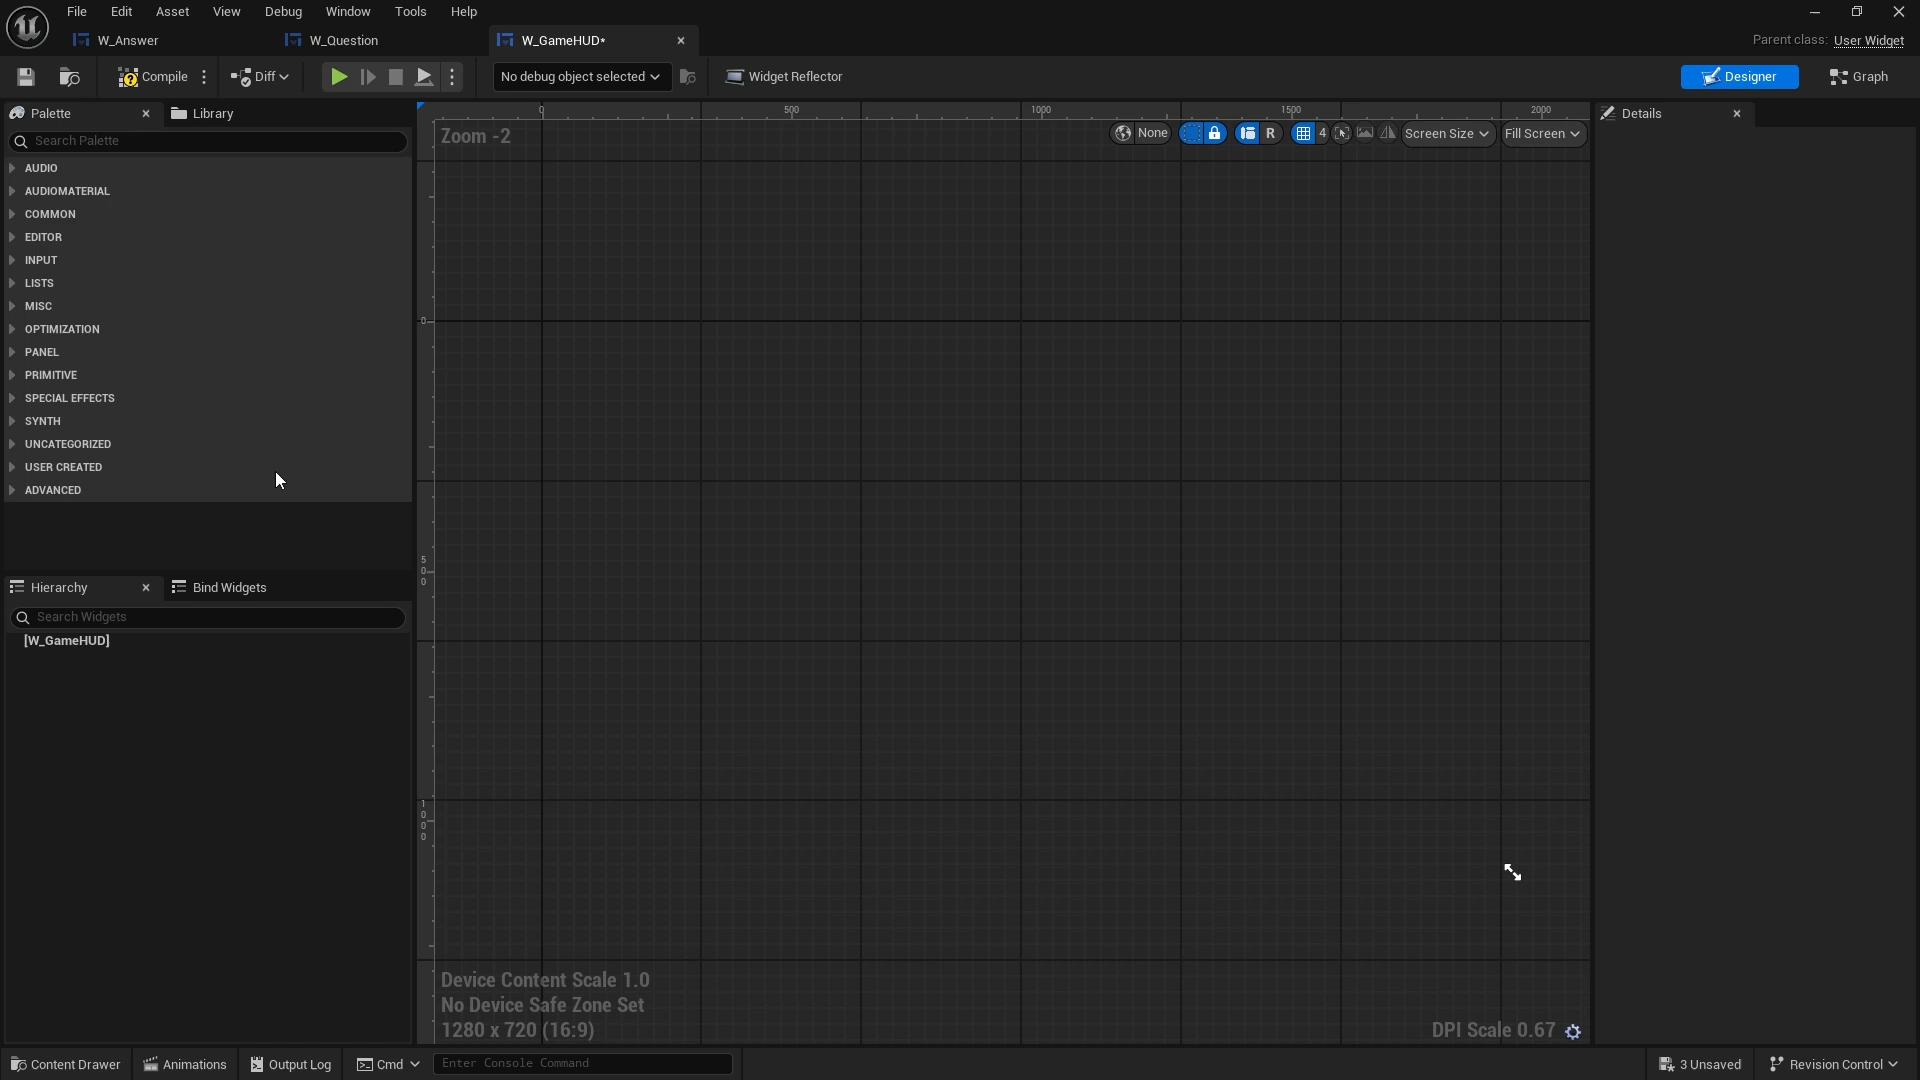 File Edit Asset View Debug Window Tools Help
W_Answer W_Question W_GameHUD*
Parent class: User Widget
Compile Diff No debug object selected Widget Reflector Designer Graph
Palette Library
Search Palette
AUDIO
AUDIOMATERIAL
COMMON
EDITOR
INPUT
LISTS
MISC
OPTIMIZATION
PANEL
PRIMITIVE
SPECIAL EFFECTS
SYNTH
UNCATEGORIZED
USER CREATED
ADVANCED
Hierarchy Bind Widgets
Search Widgets
[W_GameHUD]
0 500 1000 1500 2000
Zoom -2
None R 4 Screen Size Fill Screen
0
500
1000
Device Content Scale 1.0
No Device Safe Zone Set
1280 x 720 (16:9)
DPI Scale 0.67
Details
Content Drawer Animations Output Log Cmd Enter Console Command 3 Unsaved Revision Control